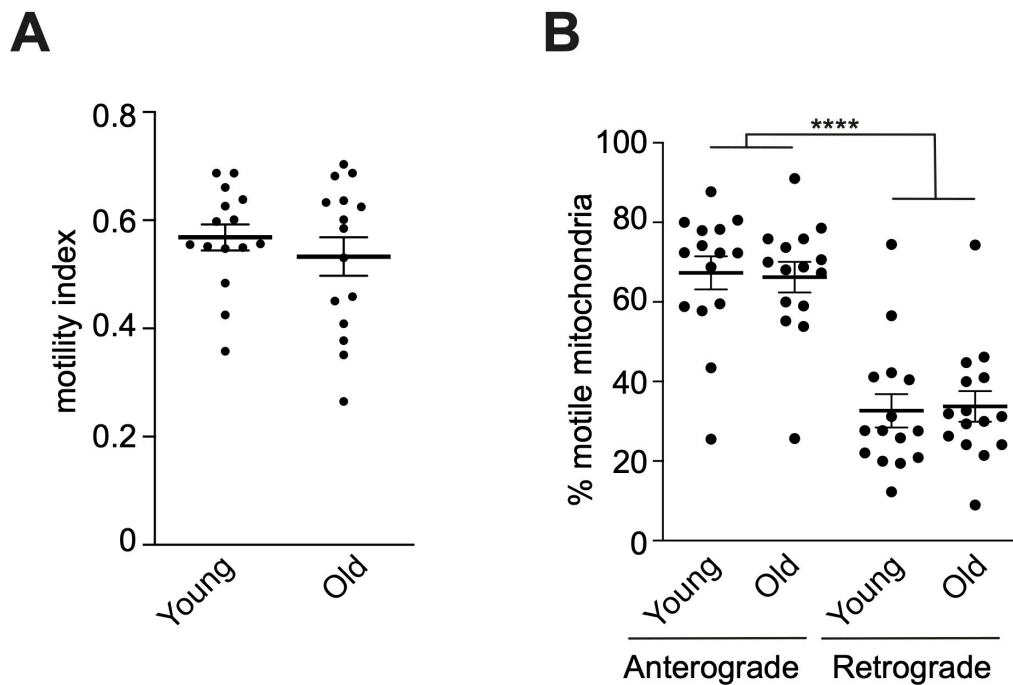 A
B
motility index
0.8
0.6
0.4
0.2
0
Young
Old
% motile mitochondria
100
80
60
40
20
0
****
Young
Old
Young
Old
Anterograde
Retrograde